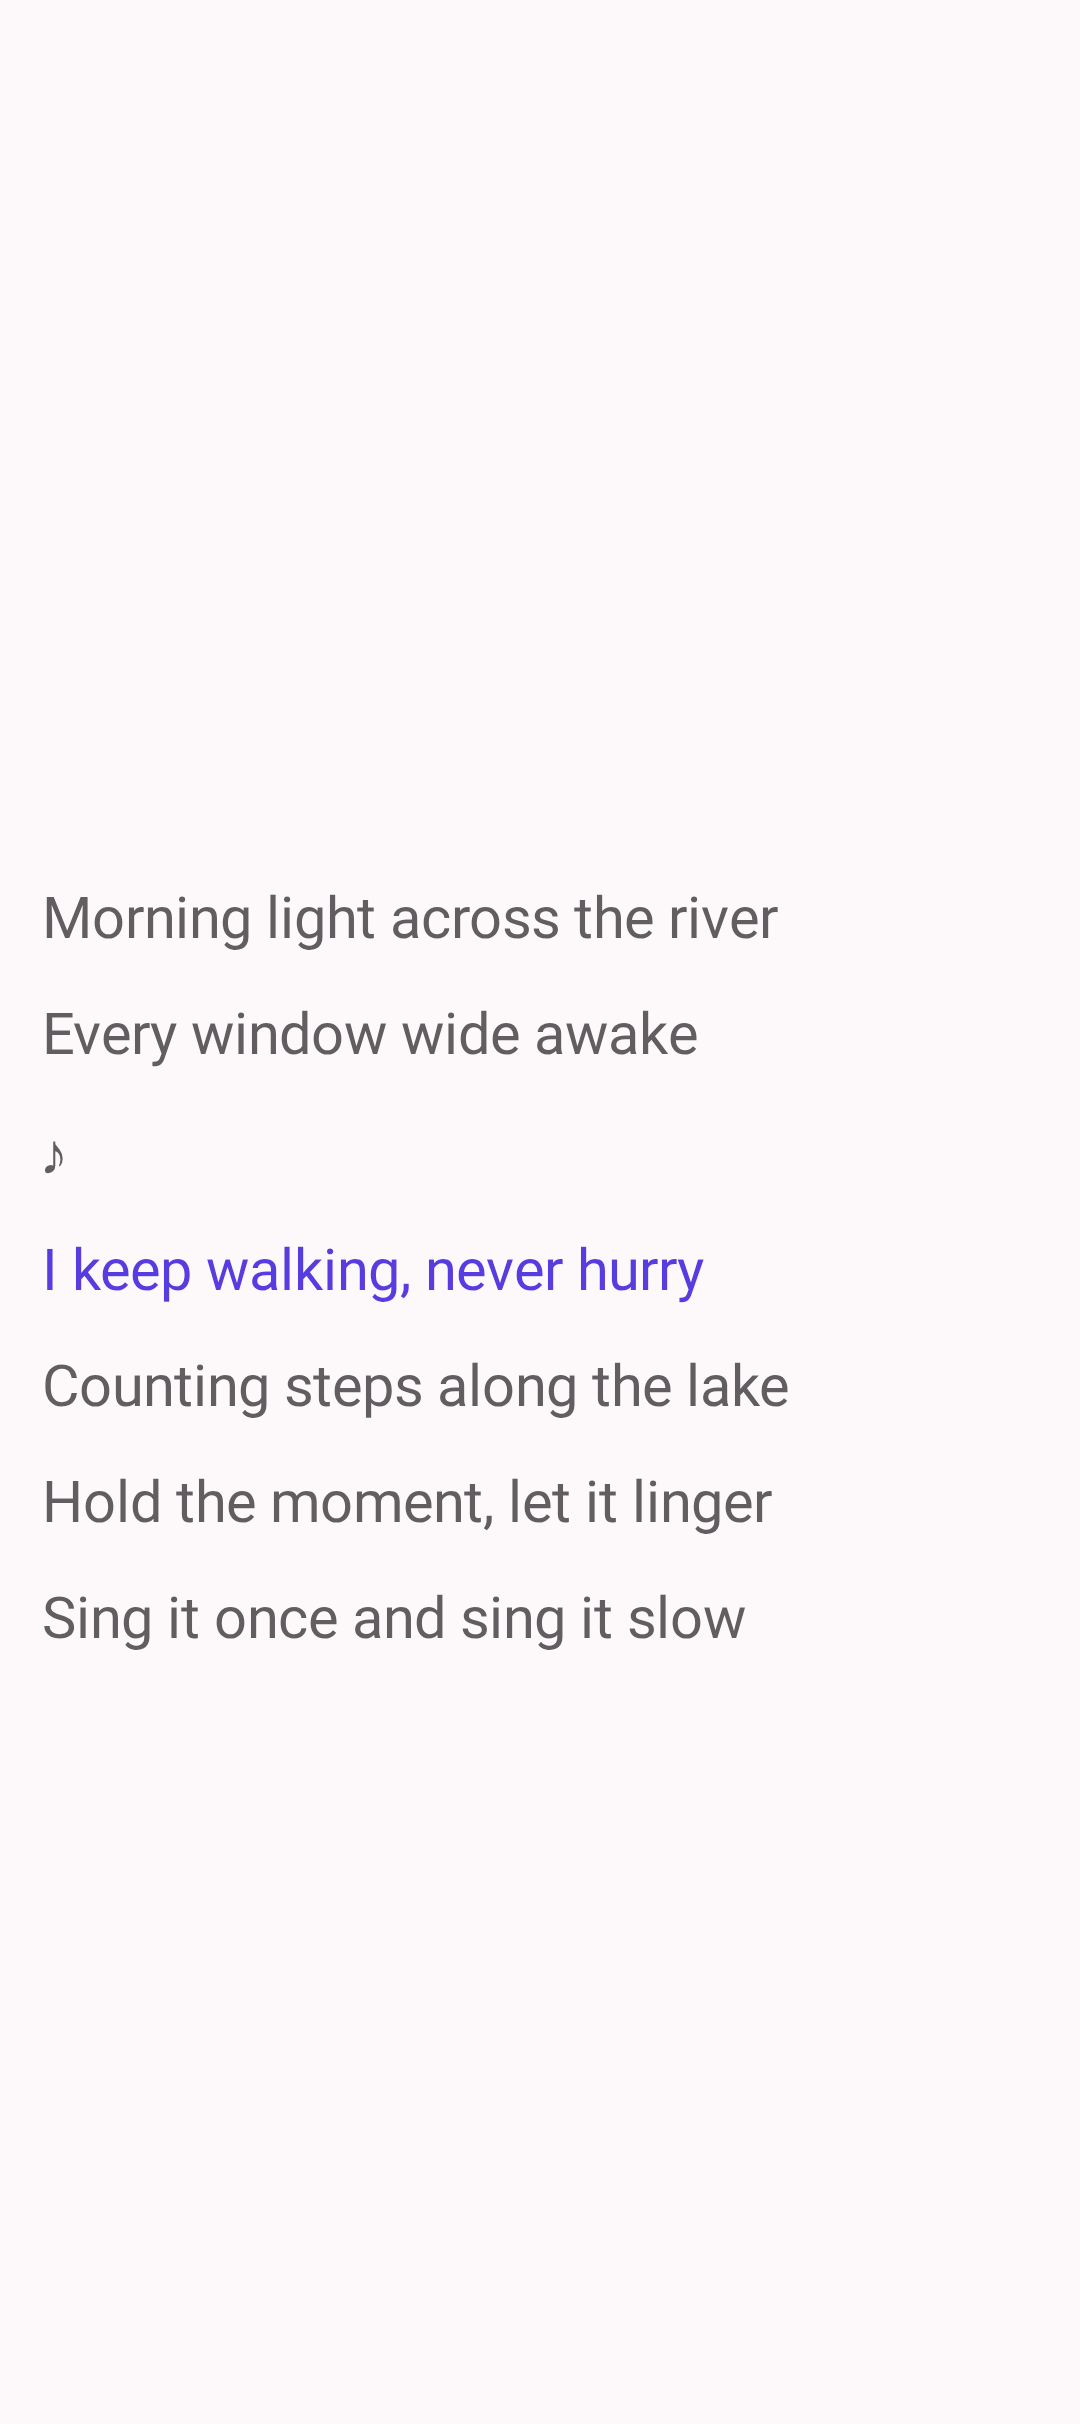 Morning light across the river
Every window wide awake
♪
I keep walking, never hurry
Counting steps along the lake
Hold the moment, let it linger
Sing it once and sing it slow